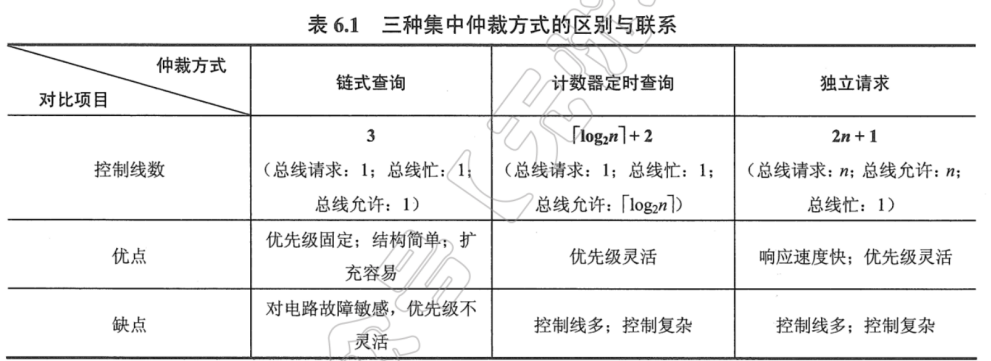 表 6.1 三种集中仲裁方式的区别与联系
仲裁方式
对比项目
链式查询
计数器定时查询
独立请求
控制线数
3
（总线请求：1；总线忙：1；
总线允许：1）
⌈log₂n⌉ + 2
（总线请求：1；总线忙：1；
总线允许：⌈log₂n⌉）
2n + 1
（总线请求：n；总线允许：n；
总线忙：1）
优点
优先级固定；结构简单；扩
充容易
优先级灵活
响应速度快；优先级灵活
缺点
对电路故障敏感，优先级不
灵活
控制线多；控制复杂
控制线多；控制复杂